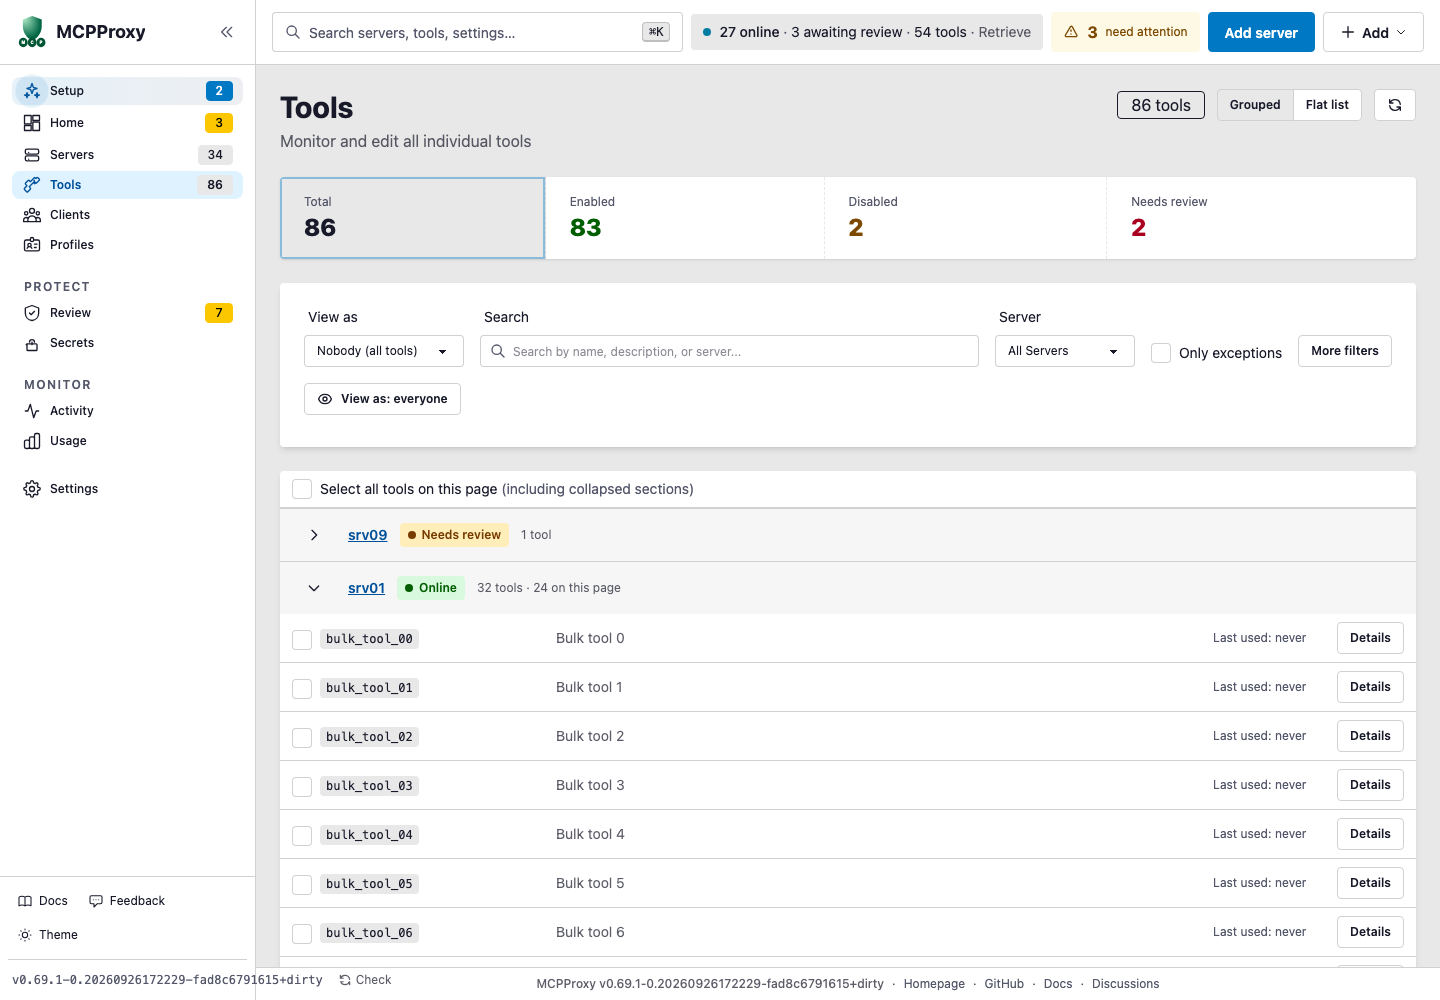 MCPProxy
Search servers, tools, settings...
⌘K
27 online · 3 awaiting review · 54 tools · Retrieve
3 need attention
Add server
Add
Setup 2
Home 3
Servers 34
Tools 86
Clients
Profiles
PROTECT
Review 7
Secrets
MONITOR
Activity
Usage
Settings
Docs
Feedback
Theme
v0.69.1-0.20260926172229-fad8c6791615+dirty
Check
Tools
Monitor and edit all individual tools
86 tools
Grouped
Flat list
Total
86
Enabled
83
Disabled
2
Needs review
2
View as
Nobody (all tools)
Search
Search by name, description, or server...
Server
All Servers
Only exceptions
More filters
View as: everyone
Select all tools on this page (including collapsed sections)
srv09 Needs review 1 tool
srv01 Online 32 tools · 24 on this page
bulk_tool_00 Bulk tool 0 Last used: never Details
bulk_tool_01 Bulk tool 1 Last used: never Details
bulk_tool_02 Bulk tool 2 Last used: never Details
bulk_tool_03 Bulk tool 3 Last used: never Details
bulk_tool_04 Bulk tool 4 Last used: never Details
bulk_tool_05 Bulk tool 5 Last used: never Details
bulk_tool_06 Bulk tool 6 Last used: never Details
MCPProxy v0.69.1-0.20260926172229-fad8c6791615+dirty · Homepage · GitHub · Docs · Discussions